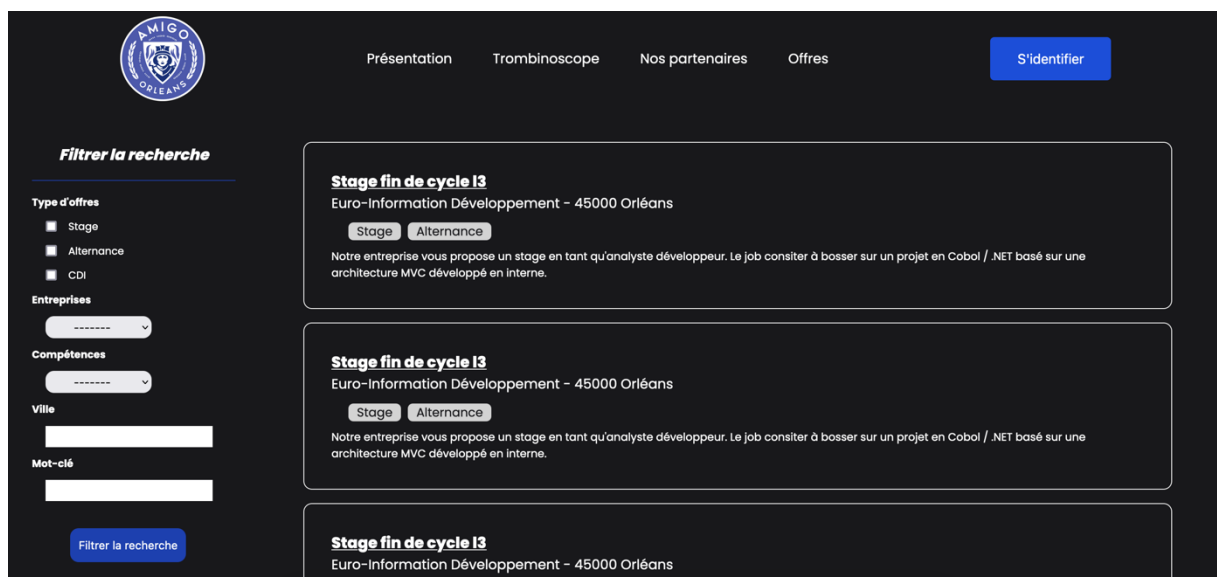 AMIGO
ORLEANS
Présentation
Trombinoscope
Nos partenaires
Offres
S'identifier
Filtrer la recherche
Type d'offres
Stage
Alternance
CDI
Entreprises
-------
Compétences
-------
Ville
Mot-clé
Filtrer la recherche
Stage fin de cycle l3
Euro-Information Développement - 45000 Orléans
Stage Alternance
Notre entreprise vous propose un stage en tant qu'analyste développeur. Le job consiter à bosser sur un projet en Cobol / .NET basé sur une
architecture MVC développé en interne.
Stage fin de cycle l3
Euro-Information Développement - 45000 Orléans
Stage Alternance
Notre entreprise vous propose un stage en tant qu'analyste développeur. Le job consiter à bosser sur un projet en Cobol / .NET basé sur une
architecture MVC développé en interne.
Stage fin de cycle l3
Euro-Information Développement - 45000 Orléans